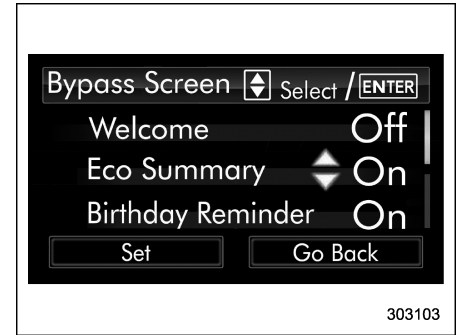 Bypass Screen Select / ENTER
Welcome Off
Eco Summary On
Birthday Reminder On
Set Go Back
303103